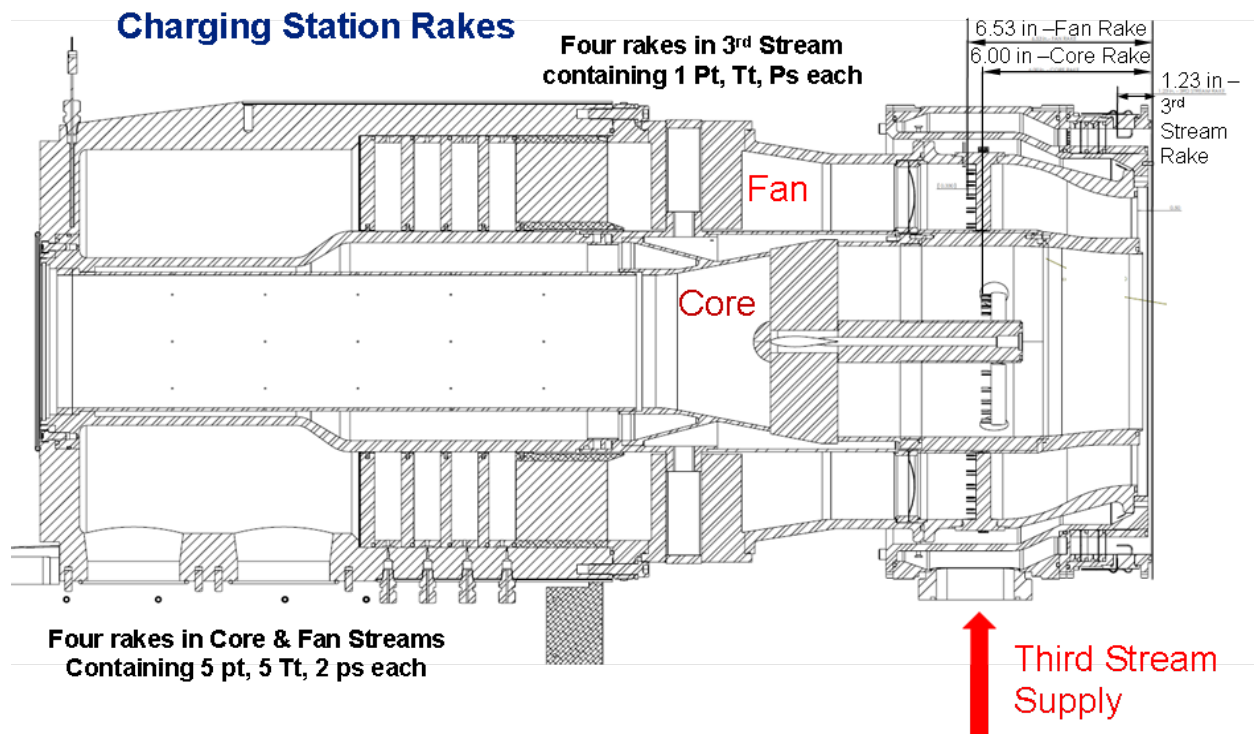 Charging Station Rakes
Four rakes in 3rd Stream
containing 1 Pt, Tt, Ps each
6.53 in –Fan Rake
6.00 in –Core Rake
1.23 in –
3rd
Stream
Rake
Fan
Core
Four rakes in Core & Fan Streams
Containing 5 pt, 5 Tt, 2 ps each
Third Stream
Supply